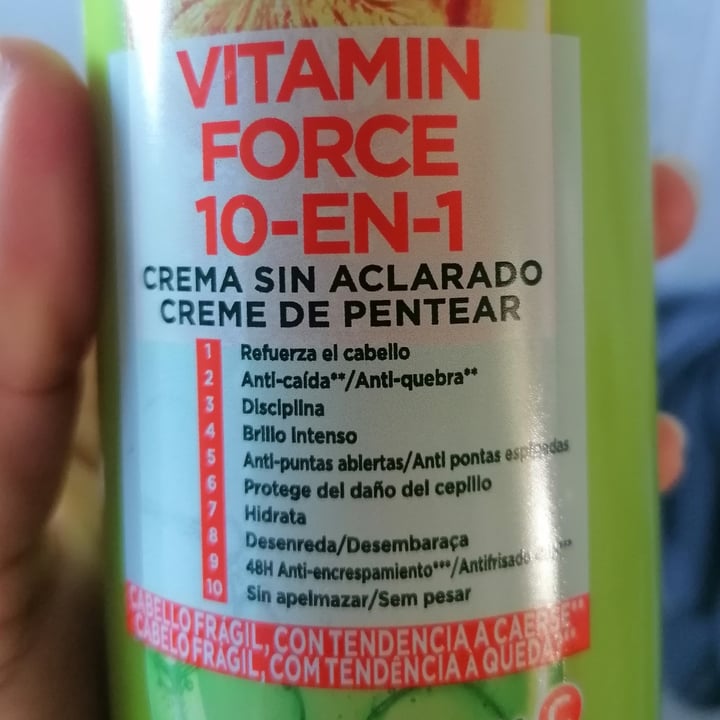 VITAMIN
FORCE
10-EN-1
CREMA SIN ACLARADO
CREME DE PENTEAR
1 Refuerza el cabello
2 Anti-caída**/Anti-quebra**
3 Disciplina
4 Brillo Intenso
5 Anti-puntas abiertas/Anti pontas espigadas
6 Protege del daño del cepillo
7 Hidrata
8 Desenreda/Desembaraça
9 48H Anti-encrespamiento***/Antifrisado
10 Sin apelmazar/Sem pesar
CABELLO FRÁGIL, CON TENDENCIA A CAERSE**
CABELO FRÁGIL, COM TENDÊNCIA À QUEDA